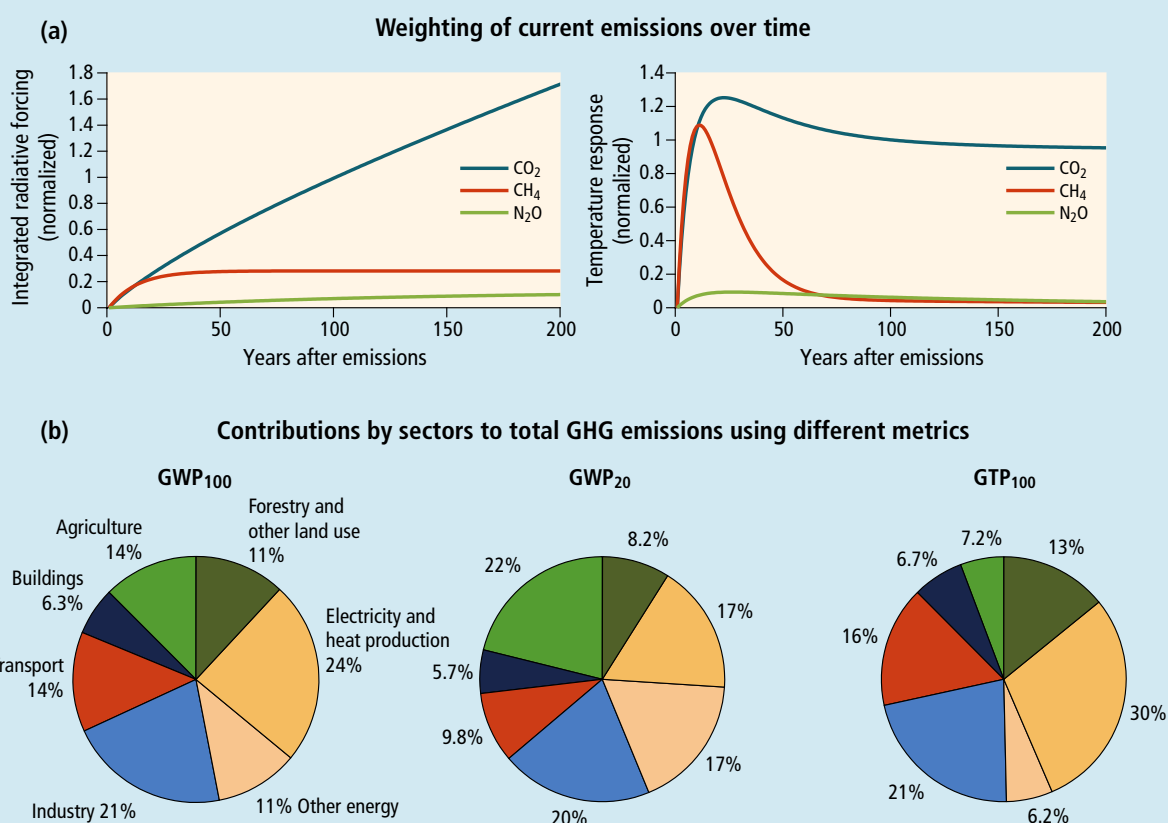 (a)
Weighting of current emissions over time
Integrated radiative forcing
(normalized)
1.8
1.6
1.4
1.2
1
0.8
0.6
0.4
0.2
0
0
50
100
150
200
Years after emissions
CO₂
CH₄
N₂O
Temperature response
(normalized)
1.4
1.2
1
0.8
0.6
0.4
0.2
0
0
50
100
150
200
Years after emissions
CO₂
CH₄
N₂O
(b)
Contributions by sectors to total GHG emissions using different metrics
GWP₁₀₀
Forestry and
other land use
11%
Electricity and
heat production
24%
11% Other energy
Industry 21%
ransport
14%
Buildings
6.3%
Agriculture
14%
GWP₂₀
8.2%
17%
17%
20%
9.8%
5.7%
22%
GTP₁₀₀
13%
30%
6.2%
21%
16%
6.7%
7.2%